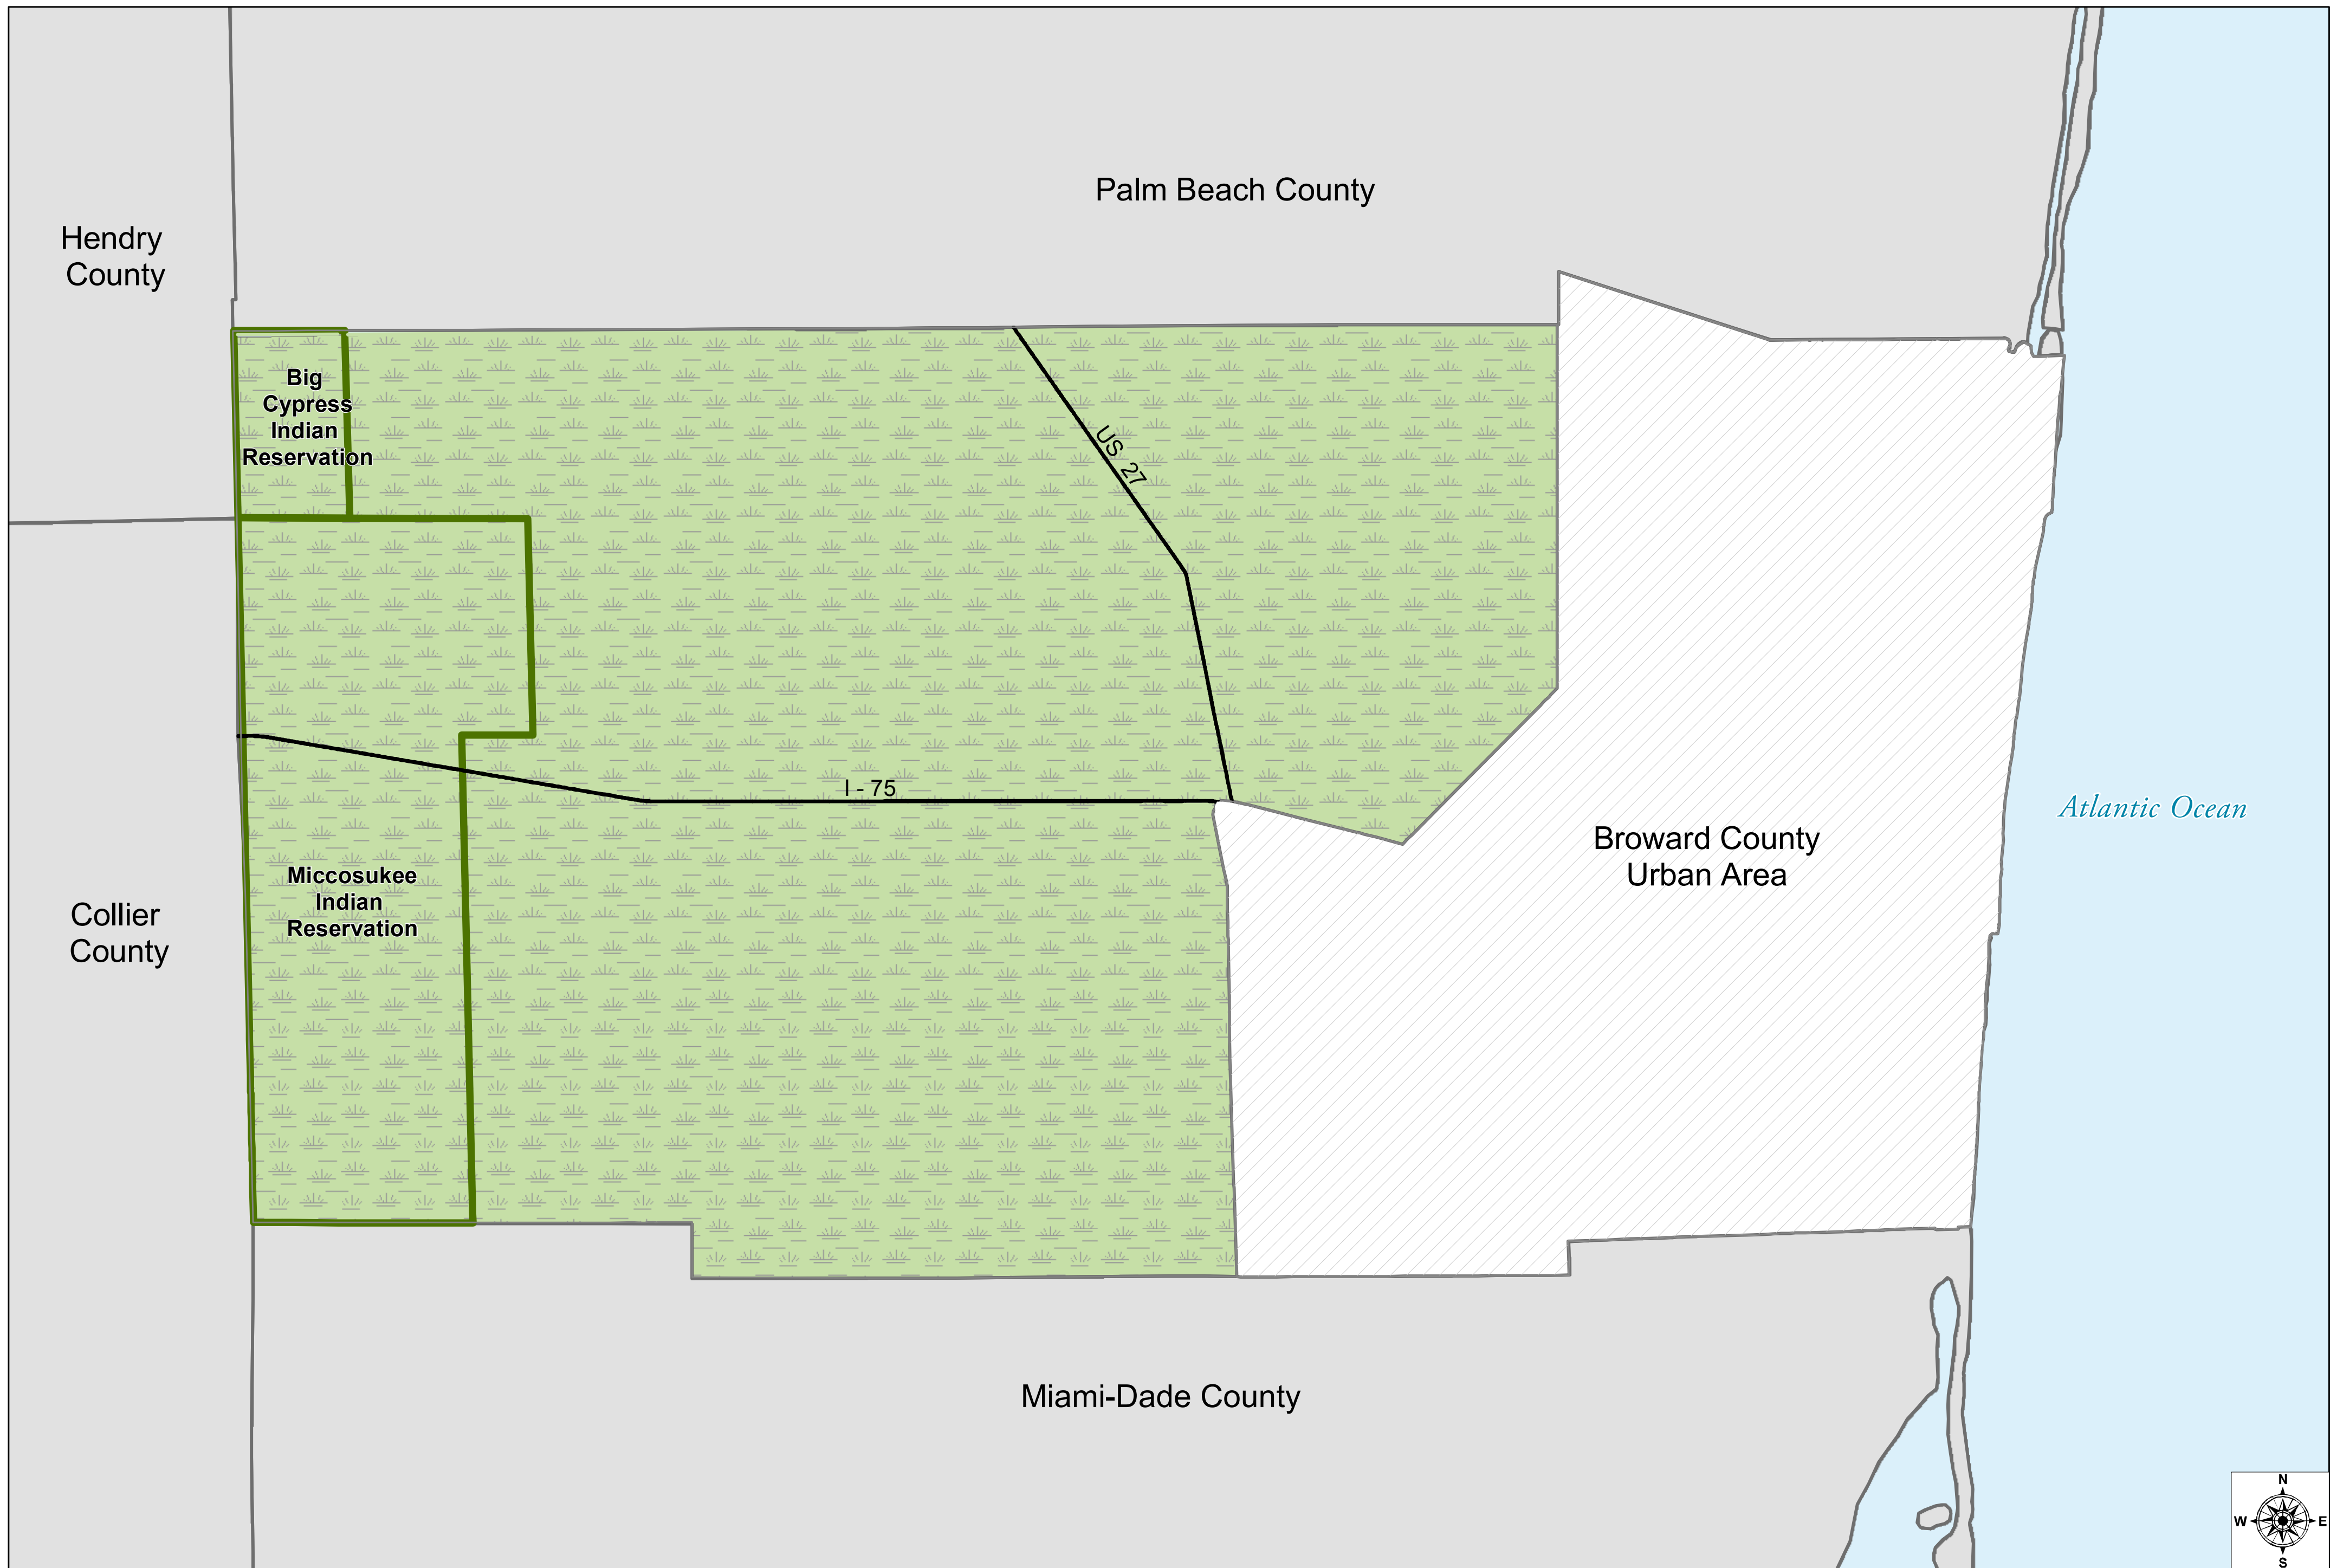 Palm Beach County
Hendry
County
Big
Cypress
Indian
Reservation
US 27
I - 75
Atlantic Ocean
Broward County
Urban Area
Miccosukee
Indian
Reservation
Collier
County
Miami-Dade County
N
W
E
S